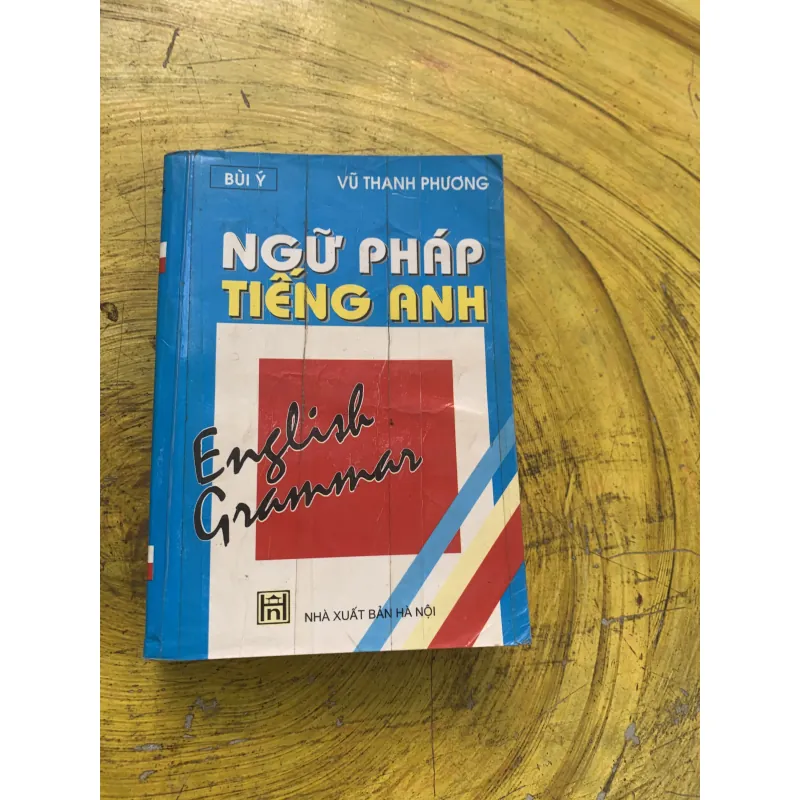 BÙI Ý VŨ THANH PHƯƠNG
NGỮ PHÁP
TIẾNG ANH
English
Grammar
NHÀ XUẤT BẢN HÀ NỘI